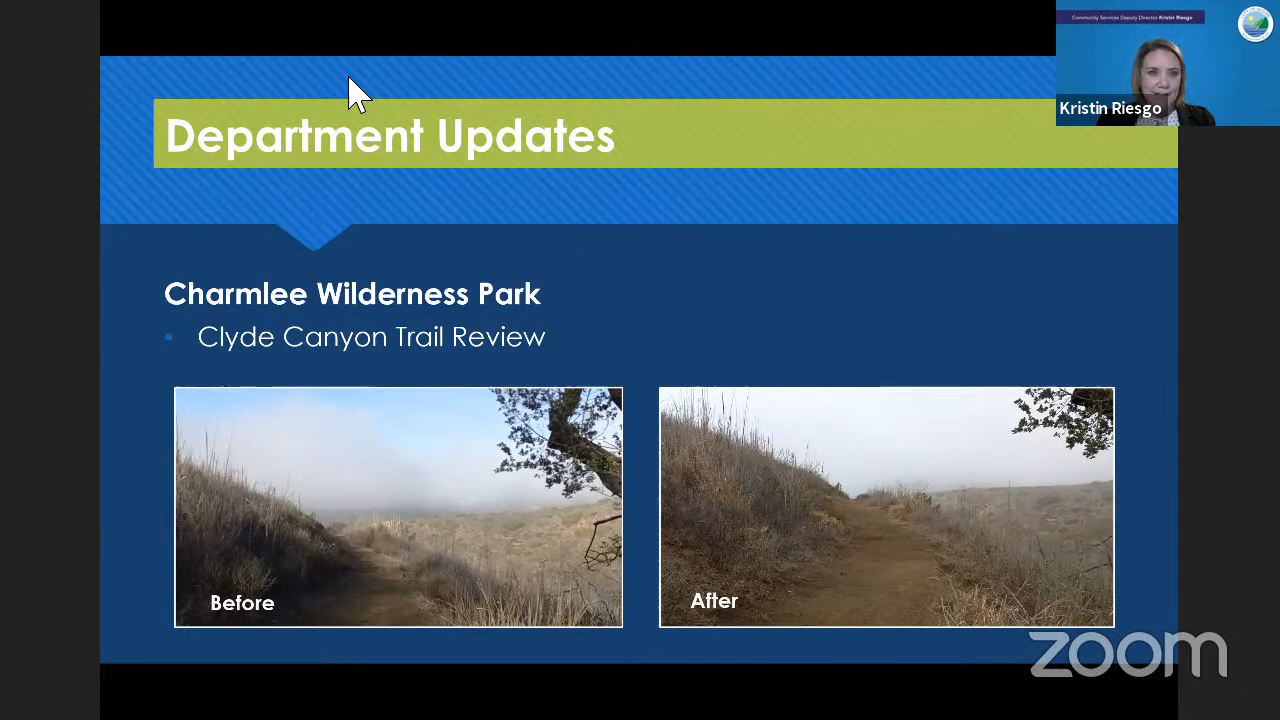 Community Services Deputy Director Kristin Riesgo
Kristin Riesgo
Department Updates
Charmlee Wilderness Park
• Clyde Canyon Trail Review
Before
After
zoom